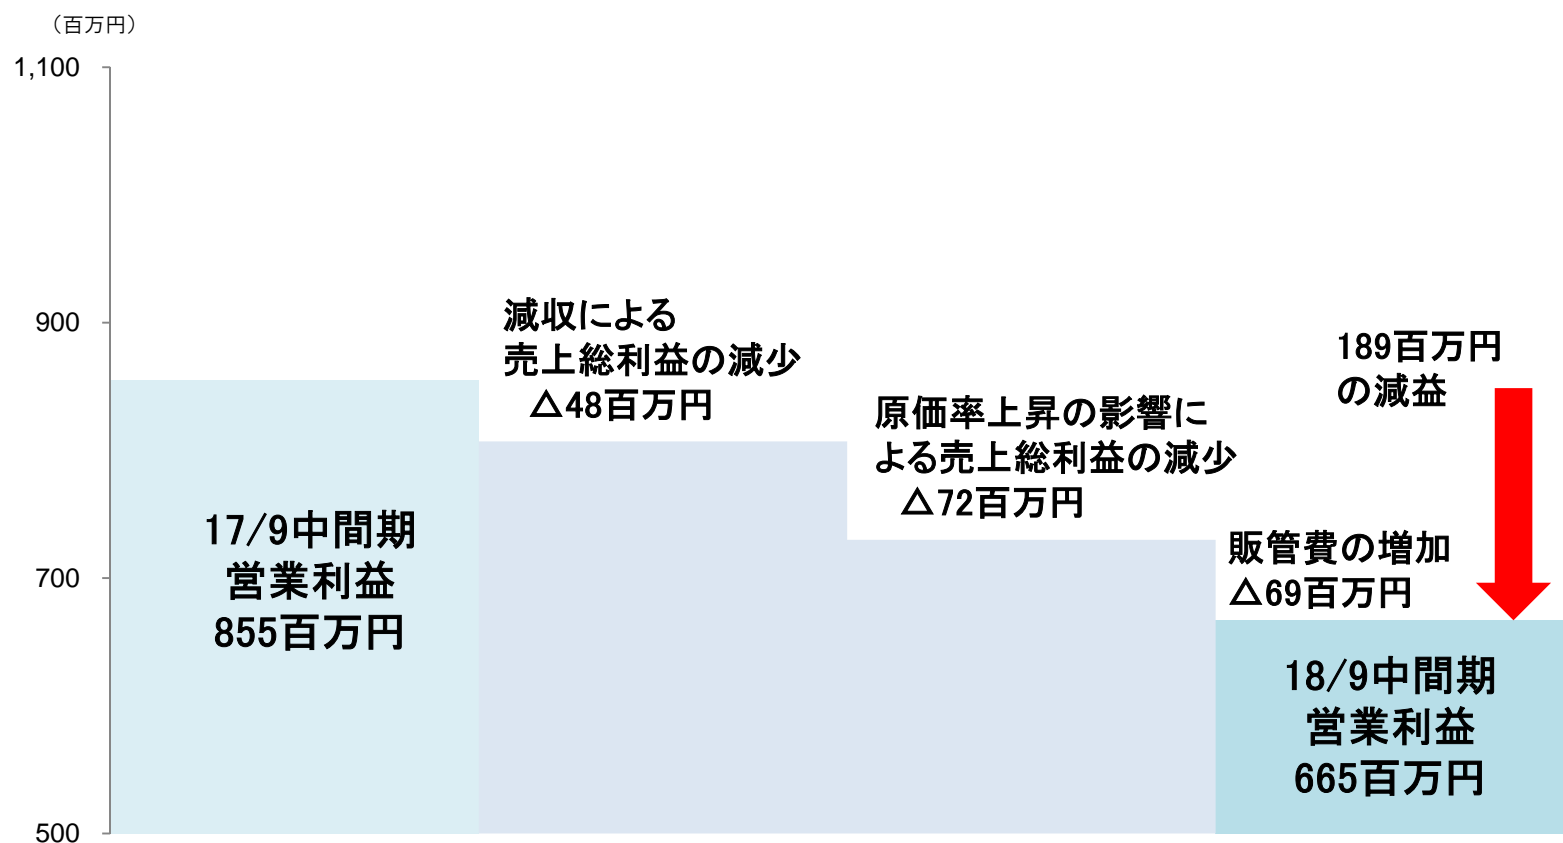 （百万円）
1,100
900
700
500
17/9中間期
営業利益
855百万円
減収による
売上総利益の減少
△48百万円
原価率上昇の影響に
よる売上総利益の減少
△72百万円
販管費の増加
△69百万円
189百万円
の減益
18/9中間期
営業利益
665百万円